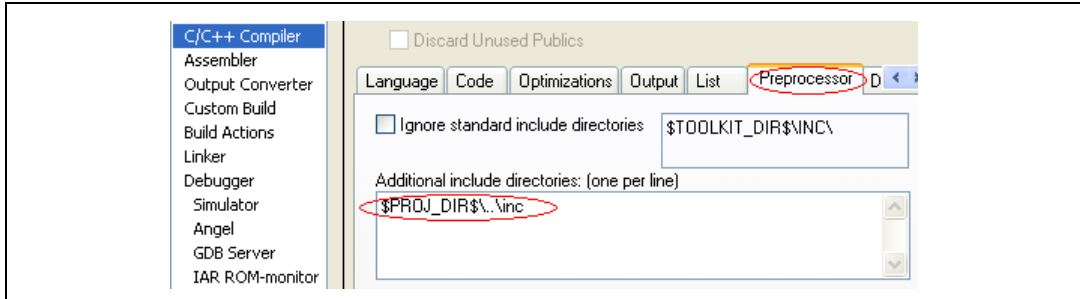 C/C++ Compiler
Assembler
Output Converter
Custom Build
Build Actions
Linker
Debugger
Simulator
Angel
GDB Server
IAR ROM-monitor
Discard Unused Publics
Language Code Optimizations Output List Preprocessor D
Ignore standard include directories $TOOLKIT_DIR$\INC\
Additional include directories: (one per line)
$PROJ_DIR$\..\inc